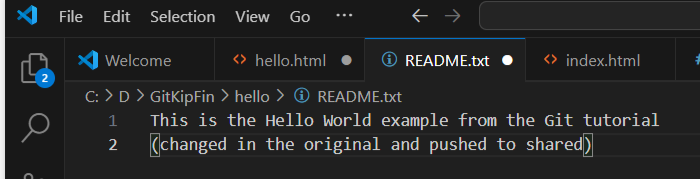 File Edit Selection View Go ···
2 Welcome hello.html README.txt index.html
C: > D > GitKipFin > hello > README.txt
1 This is the Hello World example from the Git tutorial
2 (changed in the original and pushed to shared)